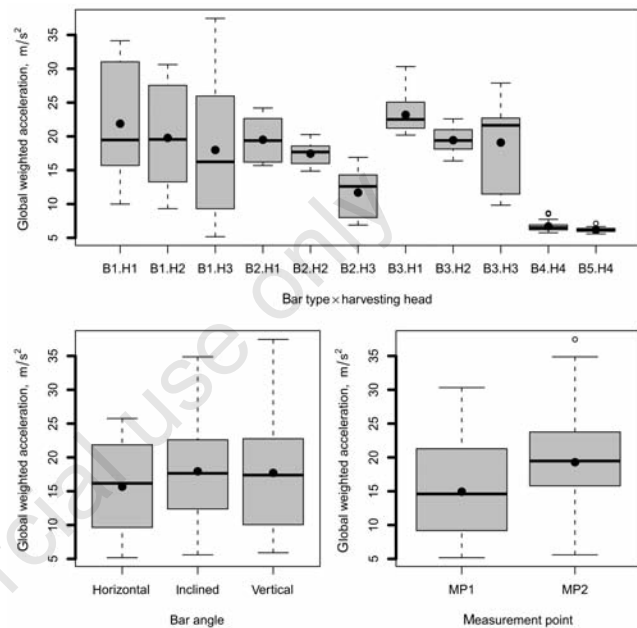 Global weighted acceleration, m/s²
35
30
25
20
15
10
5
B1.H1 B1.H2 B1.H3 B2.H1 B2.H2 B2.H3 B3.H1 B3.H2 B3.H3 B4.H4 B5.H4
Bar type × harvesting head
Global weighted acceleration, m/s²
35
25
20
15
10
5
Horizontal Inclined Vertical
Bar angle
Global weighted acceleration, m/s²
35
25
20
15
10
5
MP1 MP2
Measurement point
rcial use only